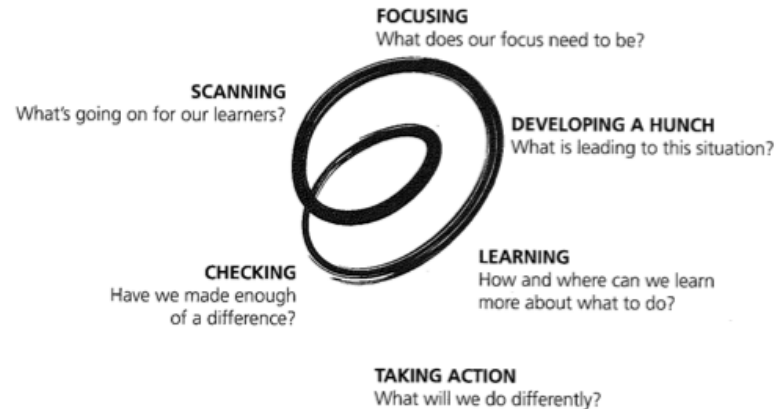 FOCUSING
What does our focus need to be?
SCANNING
What's going on for our learners?
DEVELOPING A HUNCH
What is leading to this situation?
LEARNING
How and where can we learn
more about what to do?
CHECKING
Have we made enough
of a difference?
TAKING ACTION
What will we do differently?